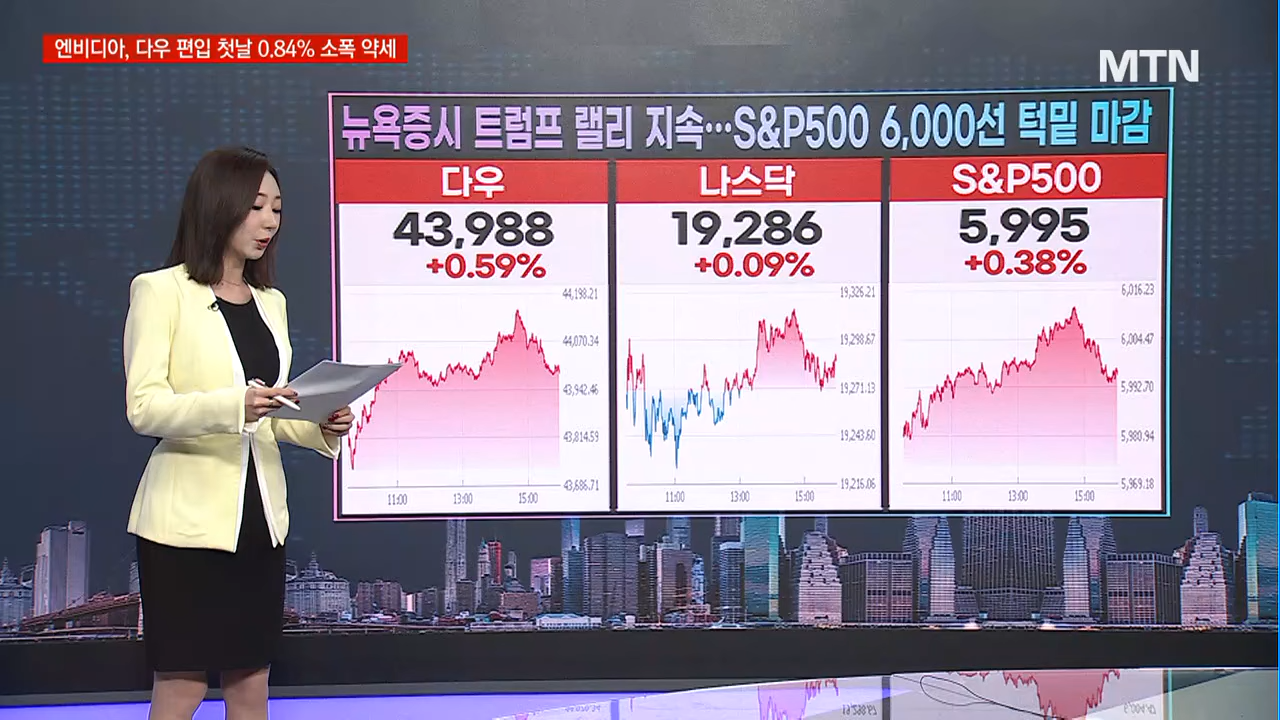 엔비디아, 다우 편입 첫날 0.84% 소폭 약세
MTN
뉴욕증시 트럼프 랠리 지속…S&P500 6,000선 턱밑 마감
다우
43,988
+0.59%
44,198.21
44,070.34
43,942.46
43,814.59
43,686.71
11:00 13:00 15:00
나스닥
19,286
+0.09%
19,326.21
19,298.67
19,271.13
19,243.60
19,216.06
11:00 13:00 15:00
S&P500
5,995
+0.38%
6,016.23
6,004.47
5,992.70
5,980.94
5,969.18
11:00 13:00 15:00